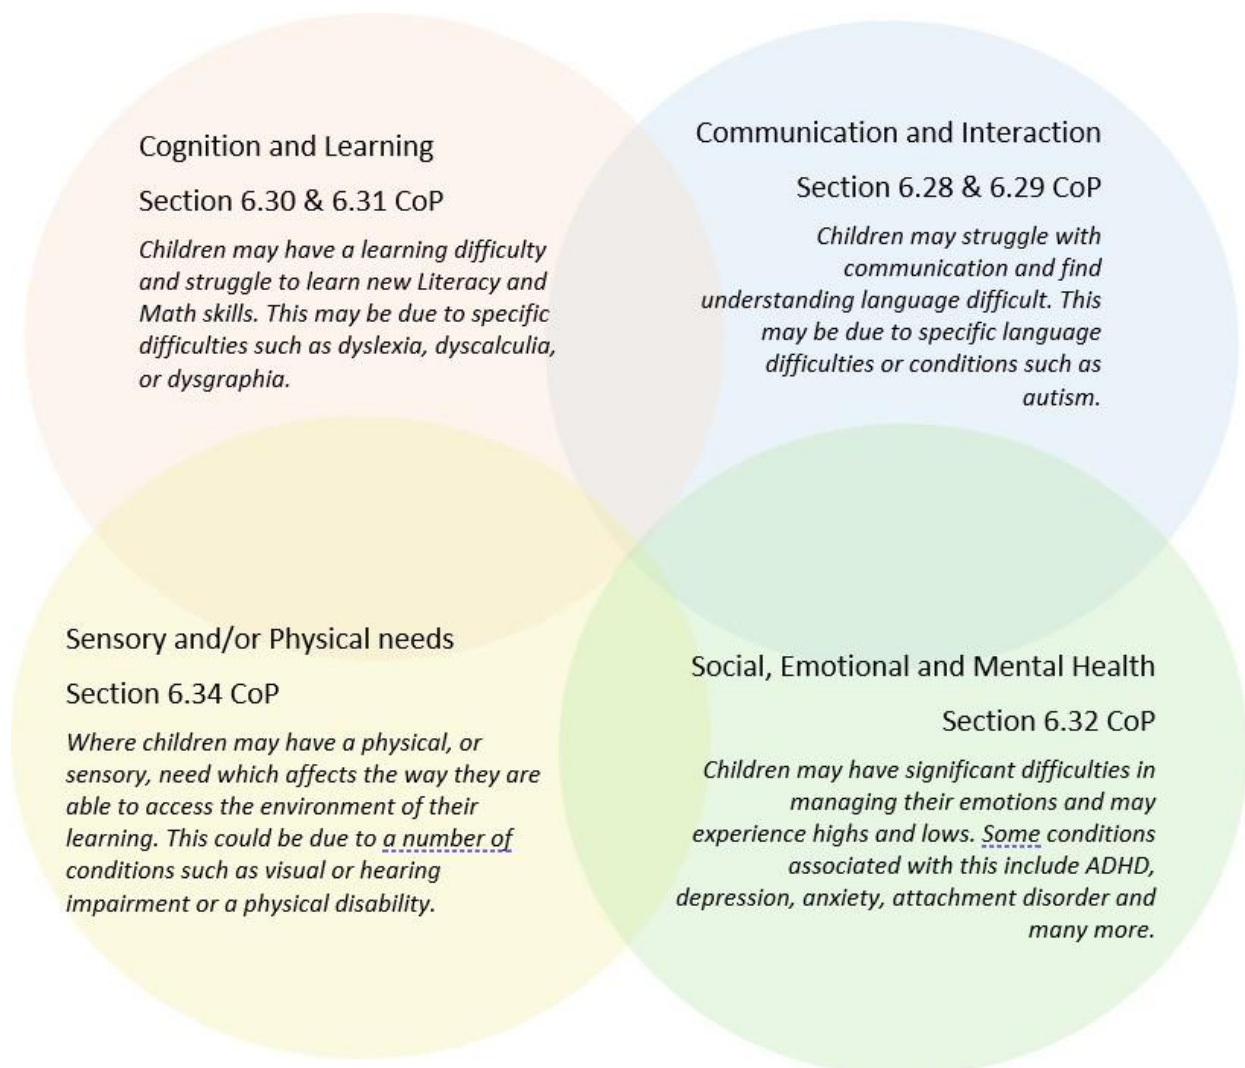 Cognition and Learning
Section 6.30 & 6.31 CoP
Children may have a learning difficulty
and struggle to learn new Literacy and
Math skills. This may be due to specific
difficulties such as dyslexia, dyscalculia,
or dysgraphia.
Communication and Interaction
Section 6.28 & 6.29 CoP
Children may struggle with
communication and find
understanding language difficult. This
may be due to specific language
difficulties or conditions such as
autism.
Sensory and/or Physical needs
Section 6.34 CoP
Where children may have a physical, or
sensory, need which affects the way they are
able to access the environment of their
learning. This could be due to a number of
conditions such as visual or hearing
impairment or a physical disability.
Social, Emotional and Mental Health
Section 6.32 CoP
Children may have significant difficulties in
managing their emotions and may
experience highs and lows. Some conditions
associated with this include ADHD,
depression, anxiety, attachment disorder and
many more.